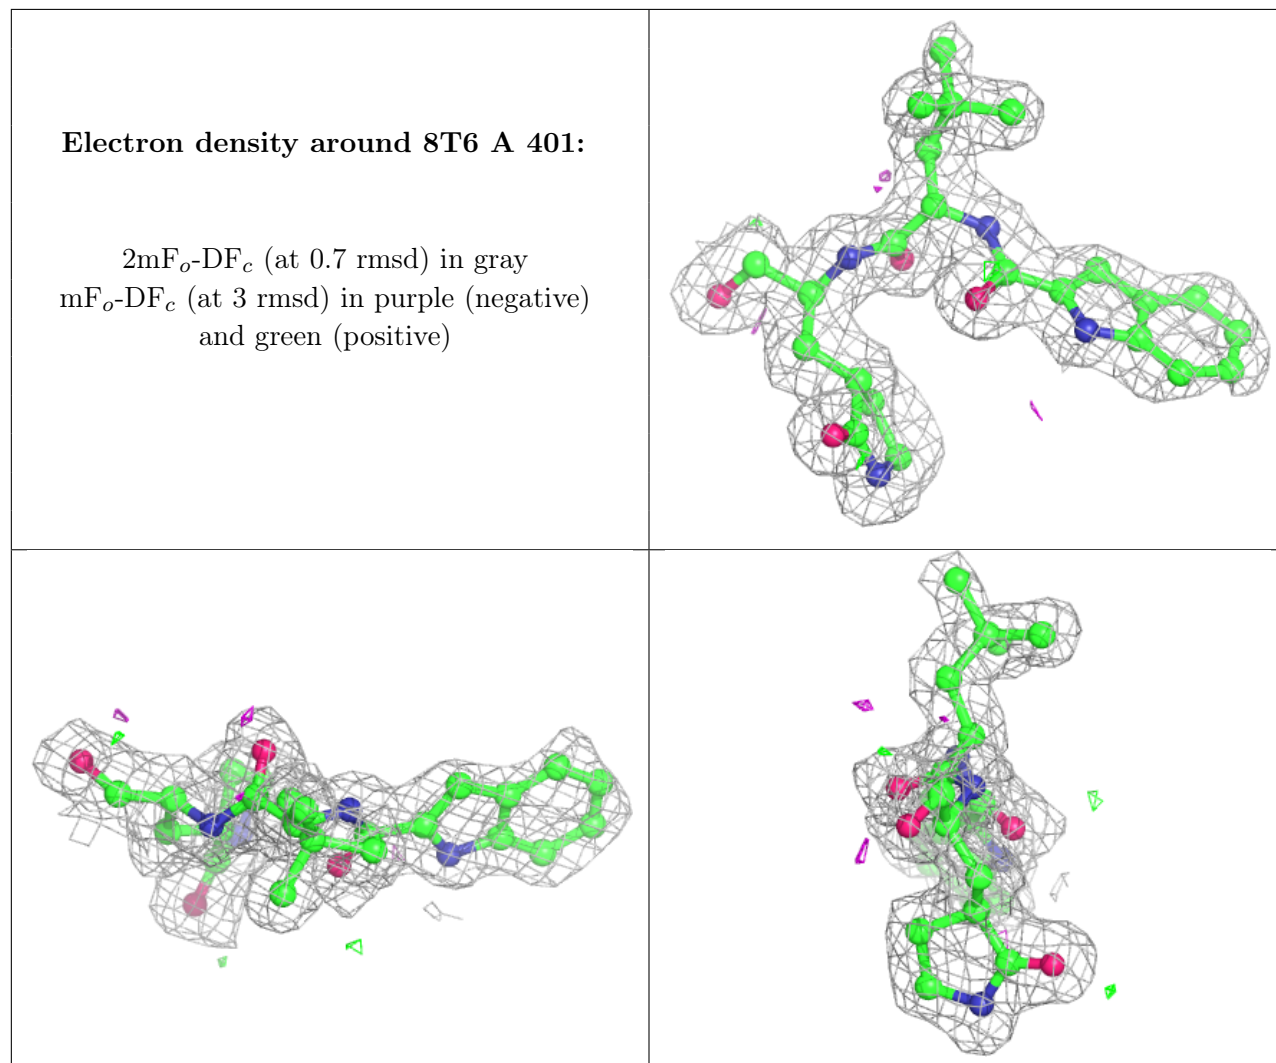 Electron density around 8T6 A 401:
2mFo-DFc (at 0.7 rmsd) in gray
mFo-DFc (at 3 rmsd) in purple (negative)
and green (positive)